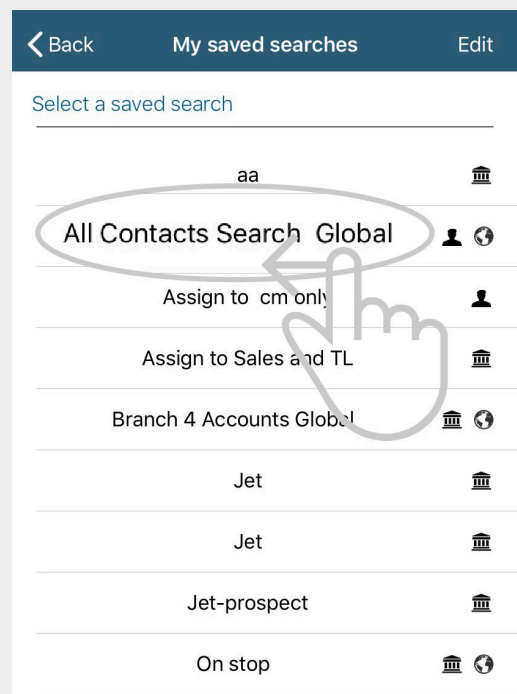 Back My saved searches Edit
Select a saved search
aa
All Contacts Search Global
Assign to cm only
Assign to Sales and TL
Branch 4 Accounts Global
Jet
Jet
Jet-prospect
On stop